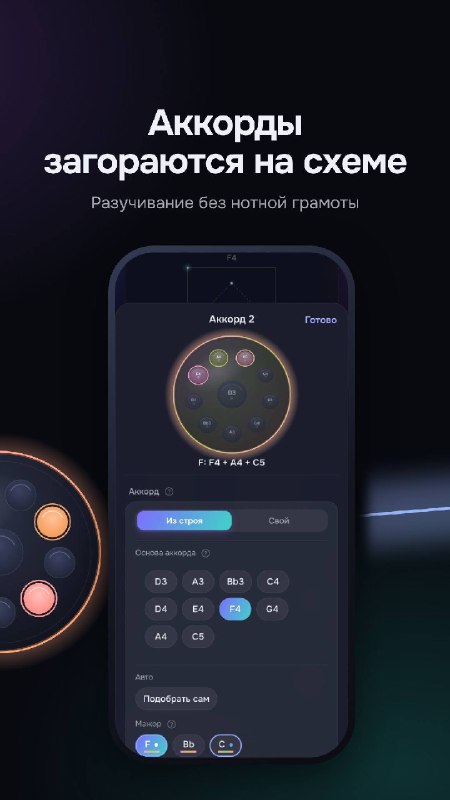 Аккорды
загораются на схеме
Разучивание без нотной грамоты
F4
Аккорд 2
Готово
D3
F: F4 + A4 + C5
Аккорд
Из строя
Свой
Основа аккорда
D3 A3 Bb3 C4
D4 E4 F4 G4
A4 C5
Авто
Подобрать сам
Мажор
F Bb C